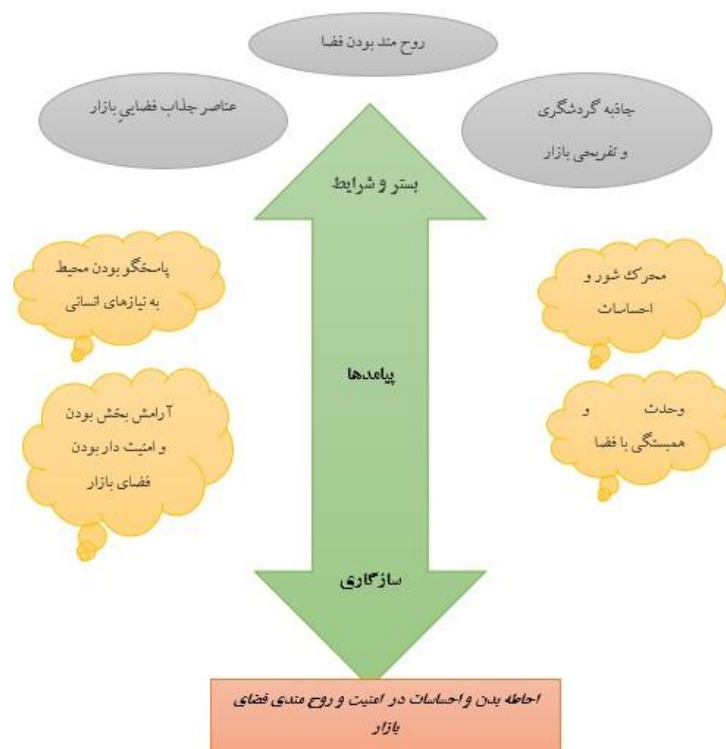 روح مند بودن فضا
عناصر جذاب فضایی بازار
جاذبه گردشگری
و تفریحی بازار
بستر و شرایط
پاسخگو بودن محیط
به نیازهای انسانی
محرک شور و
احساسات
پیامدها
آرامش بخش بودن
و امنیت دار بودن
فضای بازار
وحدت و
همبستگی با فضا
سازگاری
احاطه بدن و احساسات در امنیت و روح مندی فضای
بازار